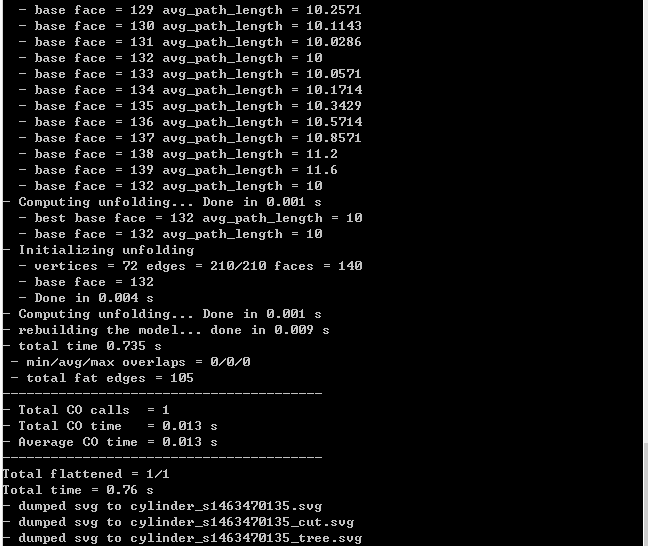 - base face = 129 avg_path_length = 10.2571
- base face = 130 avg_path_length = 10.1143
- base face = 131 avg_path_length = 10.0286
- base face = 132 avg_path_length = 10
- base face = 133 avg_path_length = 10.0571
- base face = 134 avg_path_length = 10.1714
- base face = 135 avg_path_length = 10.3429
- base face = 136 avg_path_length = 10.5714
- base face = 137 avg_path_length = 10.8571
- base face = 138 avg_path_length = 11.2
- base face = 139 avg_path_length = 11.6
- base face = 132 avg_path_length = 10
- Computing unfolding... Done in 0.001 s
- best base face = 132 avg_path_length = 10
- base face = 132 avg_path_length = 10
- Initializing unfolding
- vertices = 72 edges = 210/210 faces = 140
- base face = 132
- Done in 0.004 s
- Computing unfolding... Done in 0.001 s
- rebuilding the model... done in 0.009 s
- total time 0.735 s
- min/avg/max overlaps = 0/0/0
- total fat edges = 105
----------------------------------------
- Total CO calls = 1
- Total CO time = 0.013 s
- Average CO time = 0.013 s
----------------------------------------
Total flattened = 1/1
Total time = 0.76 s
- dumped svg to cylinder_s1463470135.svg
- dumped svg to cylinder_s1463470135_cut.svg
- dumped svg to cylinder_s1463470135_tree.svg